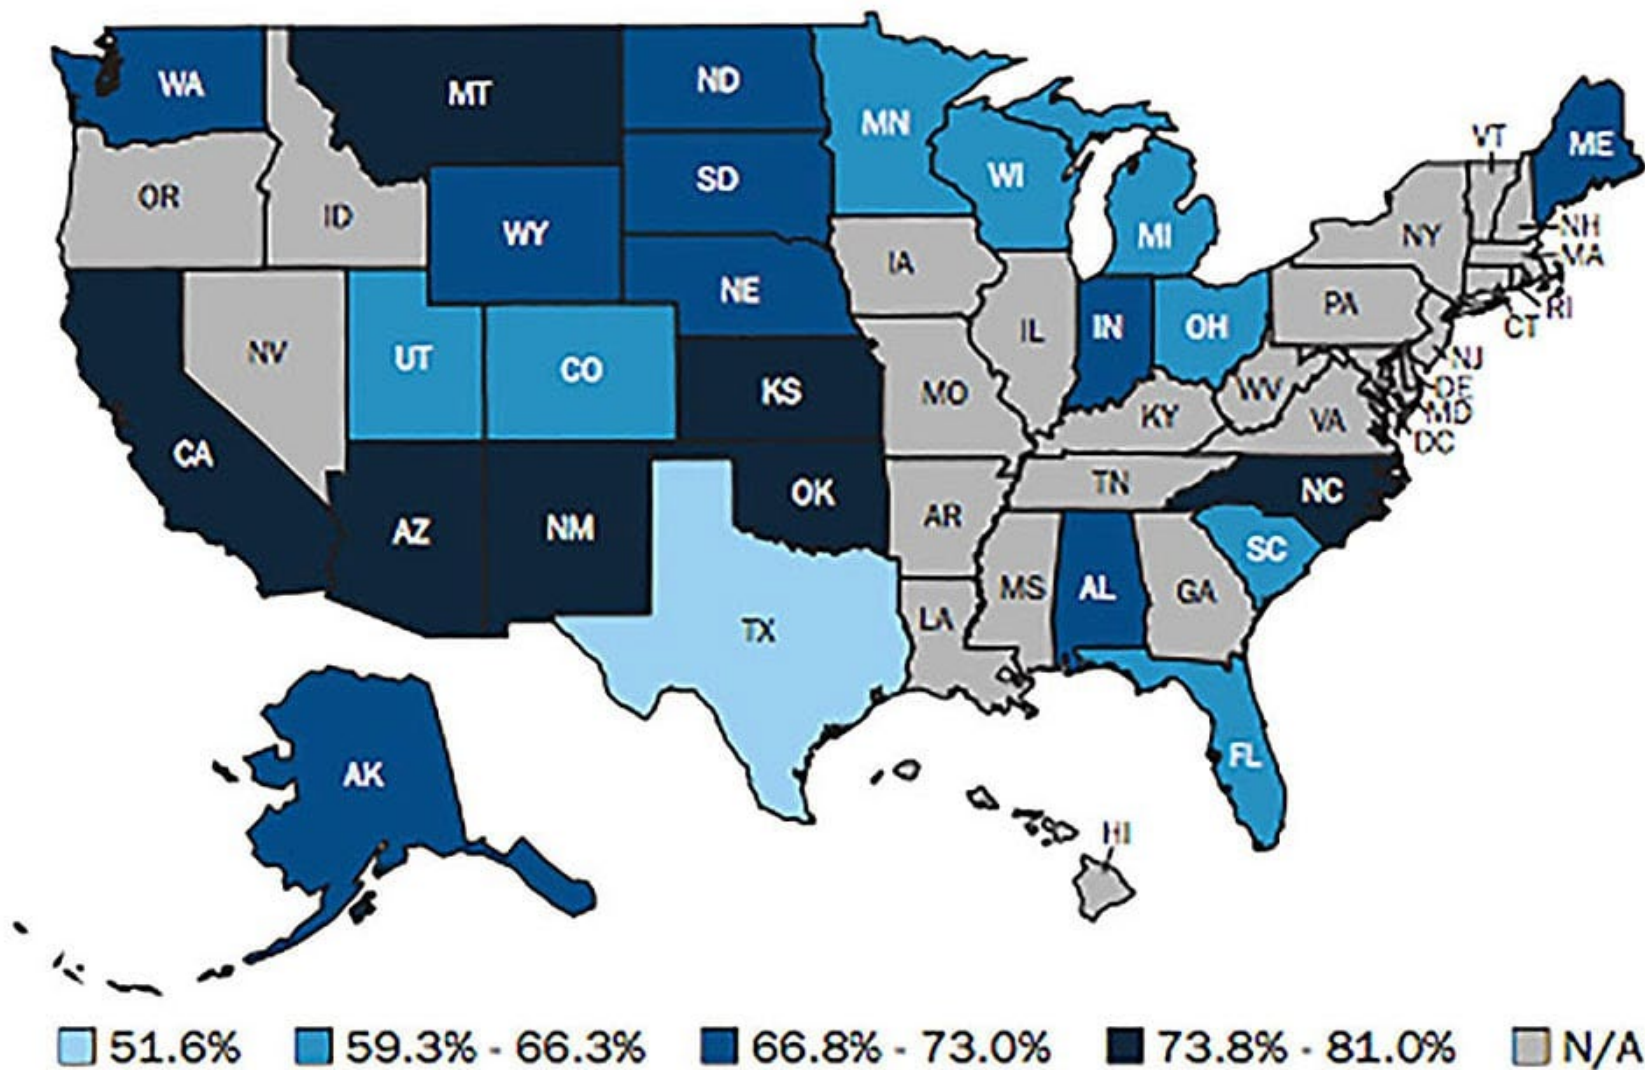 WA
MT
ND
MN
VT
ME
OR
ID
SD
WI
WY
MI
NY
NH
MA
IA
NE
PA
RI
CT
NV
UT
CO
IL
IN
OH
NJ
KS
MO
WV
DE
MD
KY
VA
DC
CA
AZ
NM
OK
TN
NC
AR
SC
TX
MS
AL
GA
LA
FL
AK
HI
51.6% 59.3% - 66.3% 66.8% - 73.0% 73.8% - 81.0% N/A